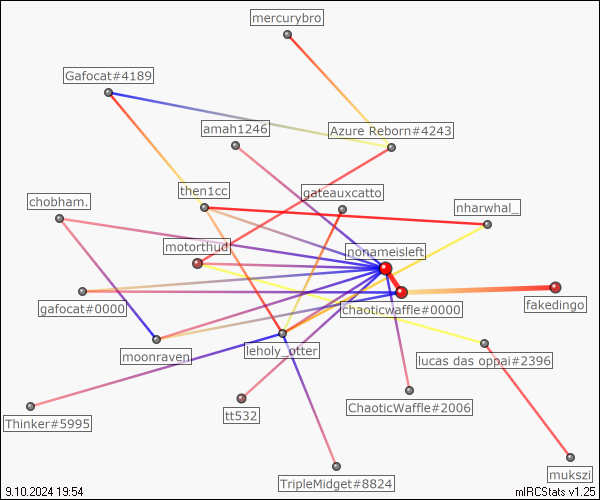 mercurybro
Gafocat#4189
amah1246
Azure Reborn#4243
then1cc
gateauxcatto
chobham.
nharwhal_
motorthud
nonameisleft
gafocat#0000
chaoticwaffle#0000
fakedingo
moonraven
leholy_otter
lucas das oppai#2396
Thinker#5995
tt532
ChaoticWaffle#2006
TripleMidget#8824
mukszi
9.10.2024 19:54
mIRCStats v1.25